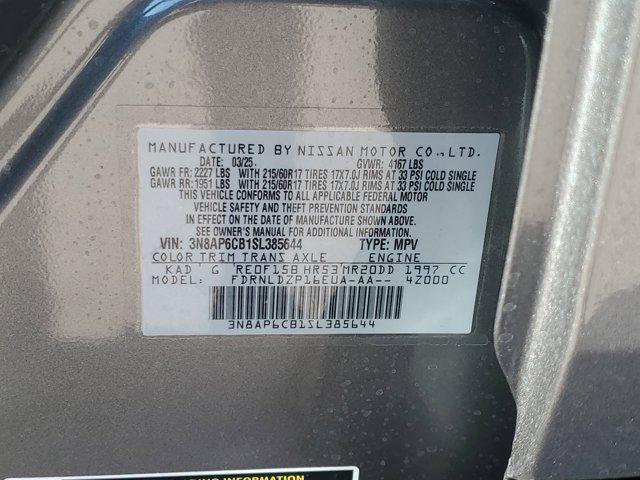 MANUFACTURED BY NISSAN MOTOR CO.,LTD.
DATE: 03/25 GVWR: 4167 LBS
GAWR FR: 2227 LBS WITH 215/60R17 TIRES 17X7.0J RIMS AT 33 PSI COLD SINGLE
GAWR RR: 1951 LBS WITH 215/60R17 TIRES 17X7.0J RIMS AT 33 PSI COLD SINGLE
THIS VEHICLE CONFORMS TO ALL APPLICABLE FEDERAL MOTOR
VEHICLE SAFETY AND THEFT PREVENTION STANDARDS
IN EFFECT ON THE DATE OF MANUFACTURE SHOWN ABOVE.
SEE OWNER'S MANUAL FOR ADDITIONAL INFORMATION.
VIN: 3N8AP6CB1SL385644 TYPE: MPV
COLOR TRIM TRANS AXLE ENGINE
KAD G RE0F15B HR53 MR20DD 1997 CC
MODEL: FDRNLDZP16EUA-AA-- 4Z000
3N8AP6CB1SL385644
INFORMATION